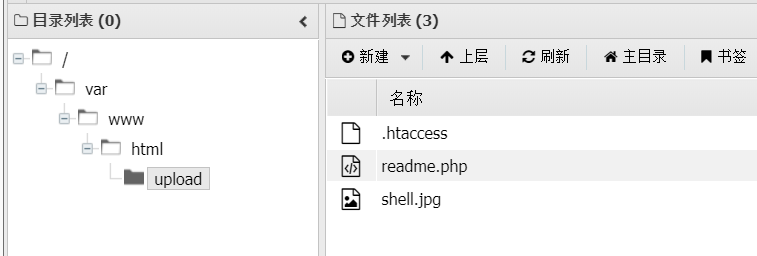 目录列表 (0)
/
var
www
html
upload
文件列表 (3)
新建 上层 刷新 主目录 书签
名称
.htaccess
readme.php
shell.jpg